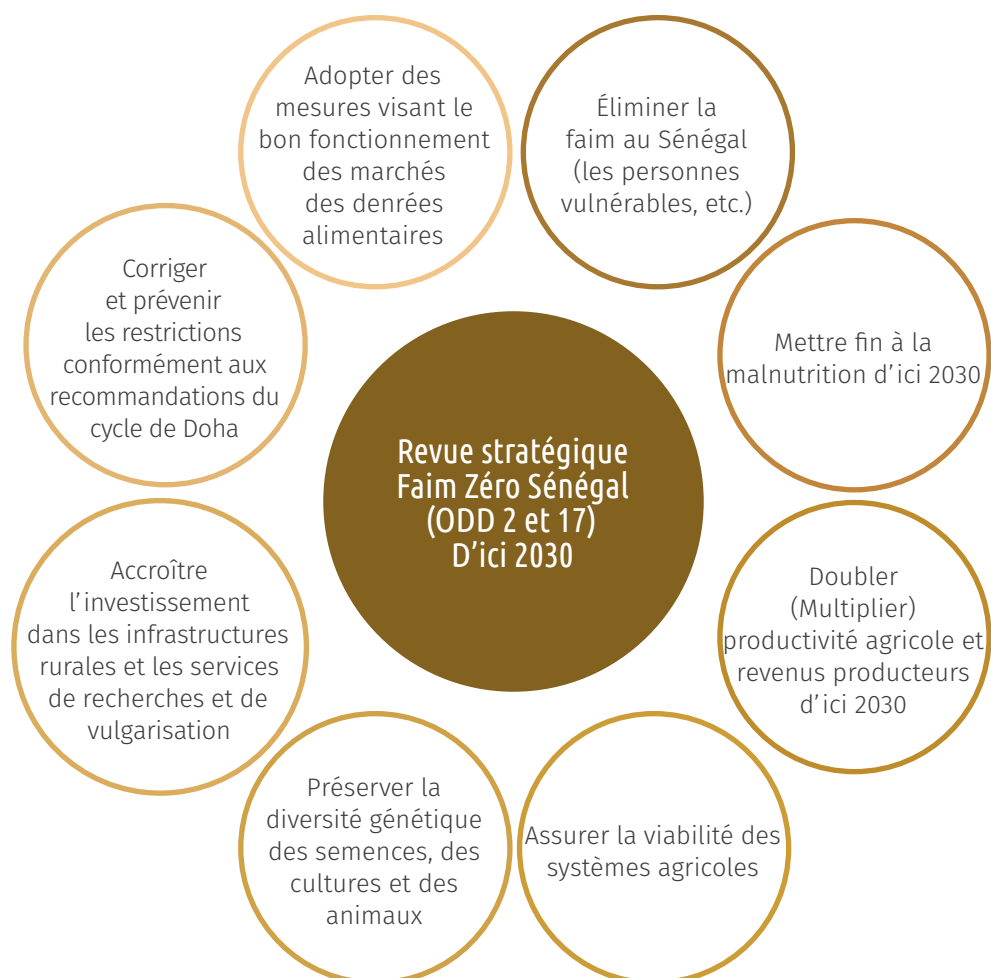 Adopter des
mesures visant le
bon fonctionnement
des marchés
des denrées
alimentaires
Éliminer la
faim au Sénégal
(les personnes
vulnérables, etc.)
Mettre fin à la
malnutrition d'ici 2030
Doubler
(Multiplier)
productivité agricole et
revenus producteurs
d'ici 2030
Assurer la viabilité des
systèmes agricoles
Préserver la
diversité génétique
des semences, des
cultures et des
animaux
Accroître
l'investissement
dans les infrastructures
rurales et les services
de recherches et de
vulgarisation
Corriger
et prévenir
les restrictions
conformément aux
recommandations du
cycle de Doha
Revue stratégique
Faim Zéro Sénégal
(ODD 2 et 17)
D'ici 2030